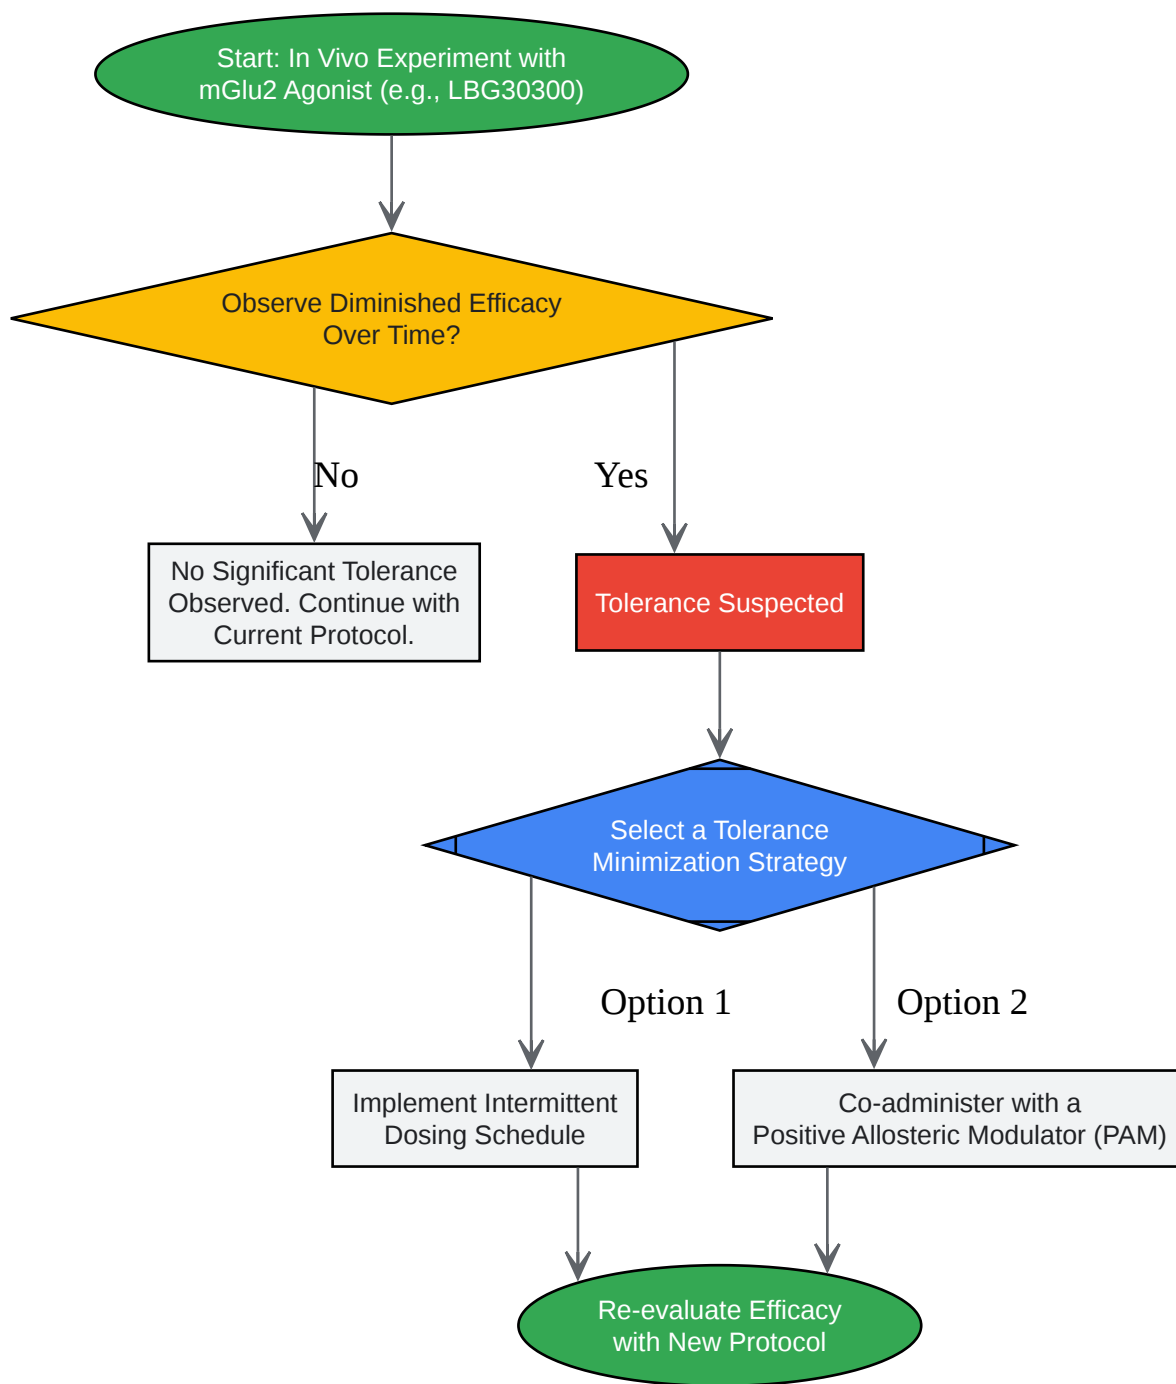 Start: In Vivo Experiment with
mGlu2 Agonist (e.g., LBG30300)
Observe Diminished Efficacy
Over Time?
No
Yes
No Significant Tolerance
Observed. Continue with
Current Protocol.
Tolerance Suspected
Select a Tolerance
Minimization Strategy
Option 1
Option 2
Implement Intermittent
Dosing Schedule
Co-administer with a
Positive Allosteric Modulator (PAM)
Re-evaluate Efficacy
with New Protocol